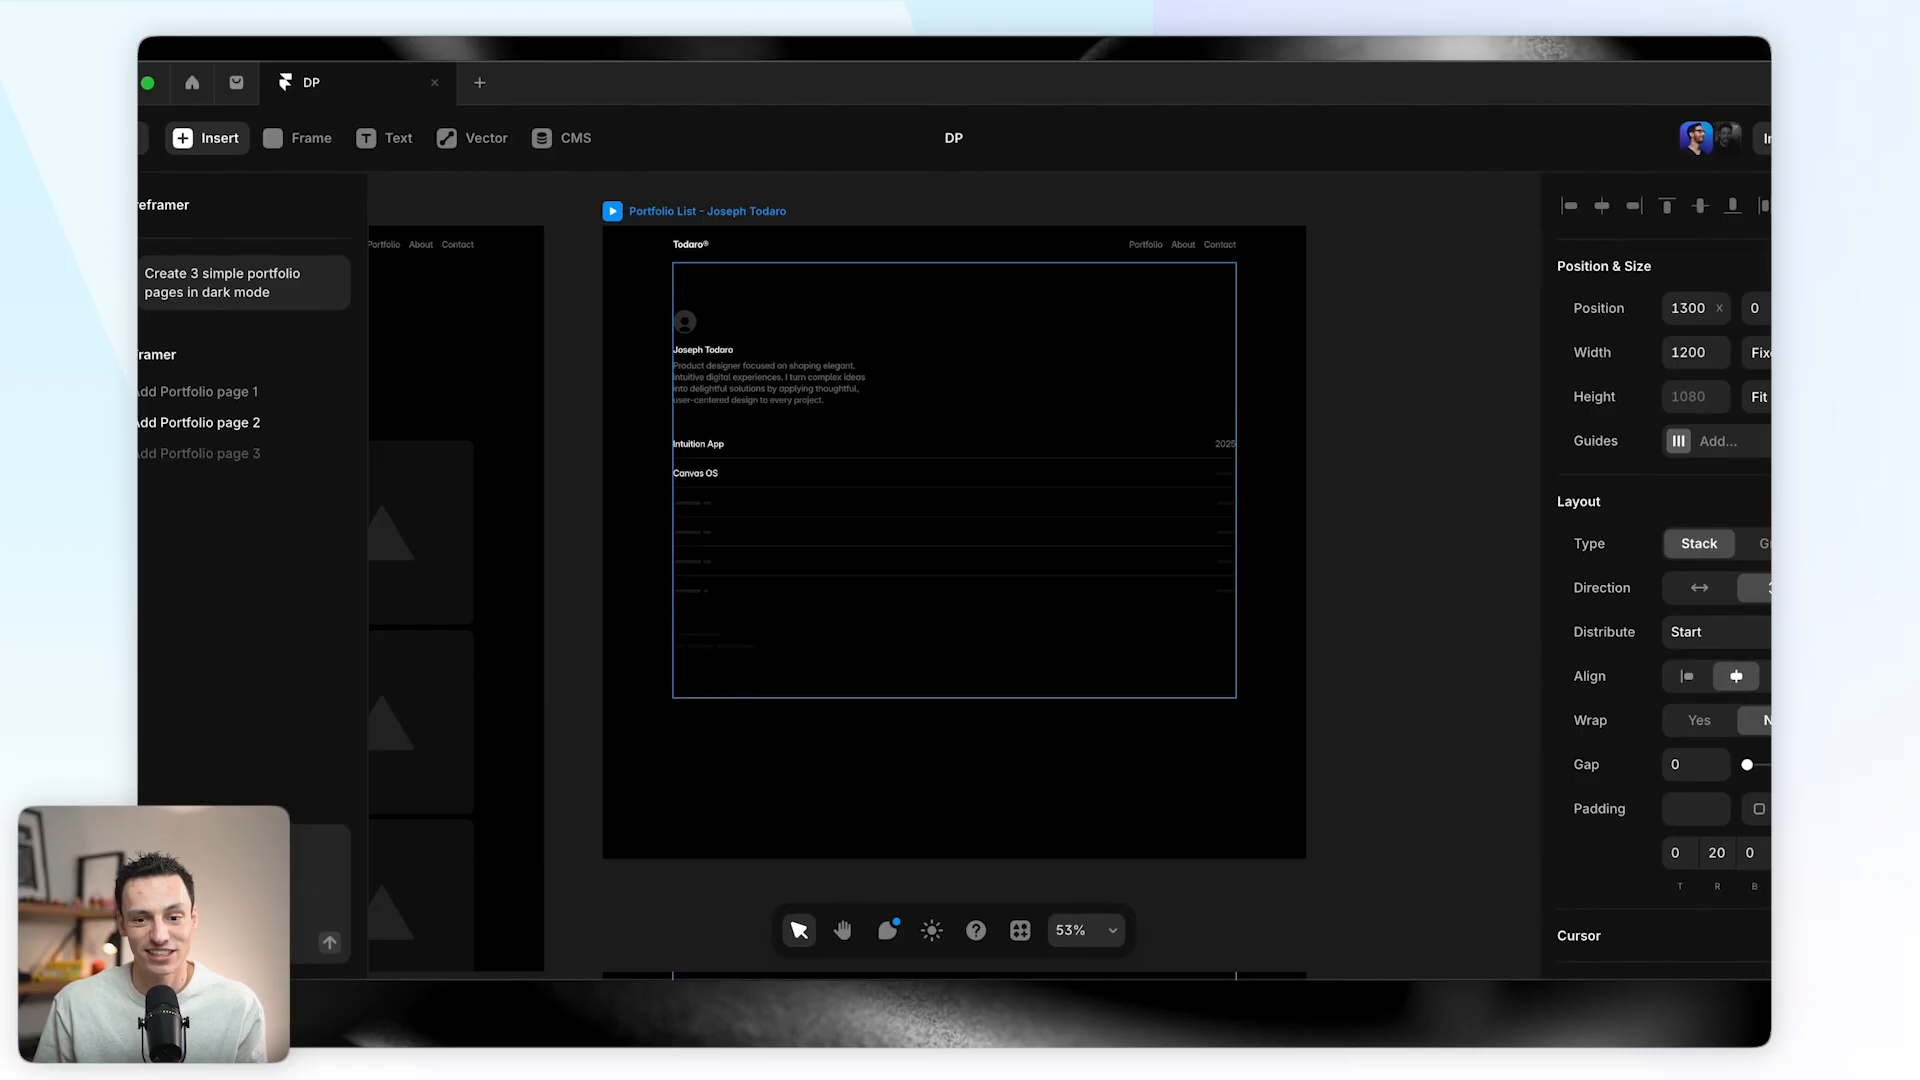 DP
Insert
Frame
Text
Vector
CMS
DP
In
eframer
Create 3 simple portfolio
pages in dark mode
ramer
dd Portfolio page 1
dd Portfolio page 2
dd Portfolio page 3
Portfolio About Contact
Portfolio List - Joseph Todaro
Todaro®
Portfolio About Contact
Joseph Todaro
Product designer focused on shaping elegant,
intuitive digital experiences. I turn complex ideas
into delightful solutions by applying thoughtful,
user-centered design to every project.
Intuition App 2025
Canvas OS
53%
Position & Size
Position 1300 X 0
Width 1200 Fix
Height 1080 Fit
Guides Add...
Layout
Type Stack Gr
Direction
Distribute Start
Align
Wrap Yes N
Gap 0
Padding
0 20 0
T R B
Cursor